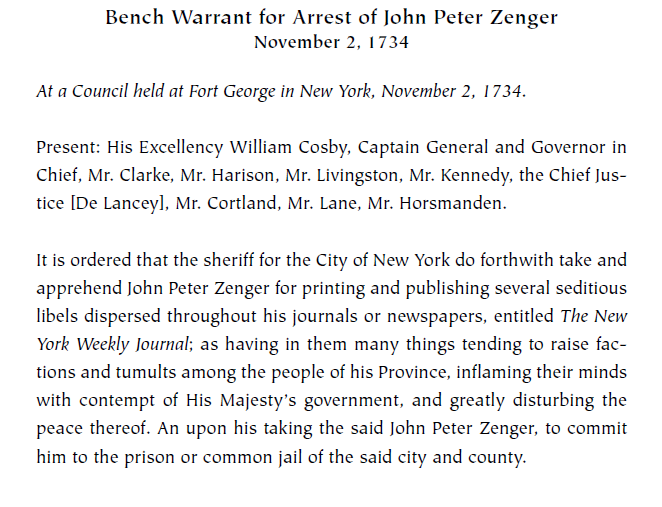 Bench Warrant for Arrest of John Peter Zenger
November 2, 1734
At a Council held at Fort George in New York, November 2, 1734.
Present: His Excellency William Cosby, Captain General and Governor in
Chief, Mr. Clarke, Mr. Harison, Mr. Livingston, Mr. Kennedy, the Chief Jus-
tice [De Lancey], Mr. Cortland, Mr. Lane, Mr. Horsmanden.
It is ordered that the sheriff for the City of New York do forthwith take and
apprehend John Peter Zenger for printing and publishing several seditious
libels dispersed throughout his journals or newspapers, entitled The New
York Weekly Journal; as having in them many things tending to raise fac-
tions and tumults among the people of his Province, inflaming their minds
with contempt of His Majesty's government, and greatly disturbing the
peace thereof. An upon his taking the said John Peter Zenger, to commit
him to the prison or common jail of the said city and county.